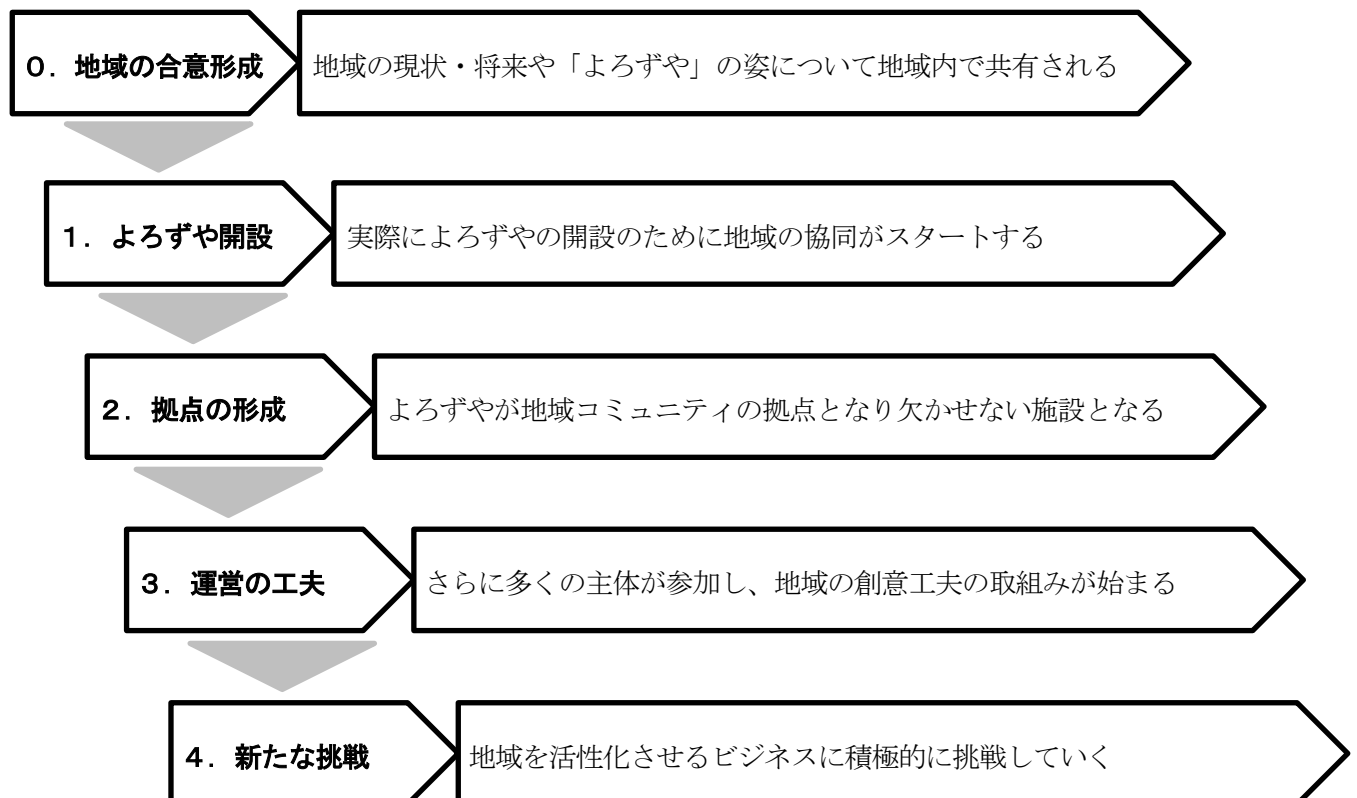 ０．地域の合意形成
地域の現状・将来や「よろずや」の姿について地域内で共有される
１．よろずや開設
実際によろずやの開設のために地域の協同がスタートする
２．拠点の形成
よろずやが地域コミュニティの拠点となり欠かせない施設となる
３．運営の工夫
さらに多くの主体が参加し、地域の創意工夫の取組みが始まる
４．新たな挑戦
地域を活性化させるビジネスに積極的に挑戦していく